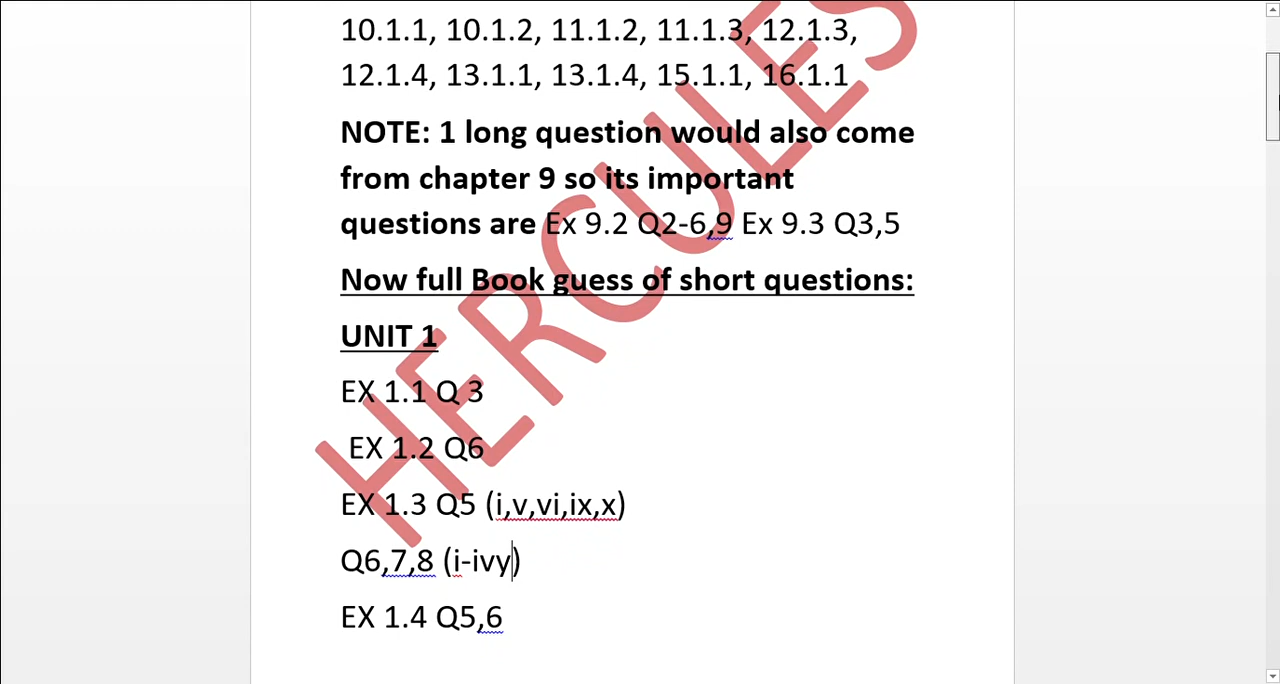 10.1.1, 10.1.2, 11.1.2, 11.1.3, 12.1.3,
12.1.4, 13.1.1, 13.1.4, 15.1.1, 16.1.1
NOTE: 1 long question would also come
from chapter 9 so its important
questions are Ex 9.2 Q2-6,9 Ex 9.3 Q3,5
Now full Book guess of short questions:
UNIT 1
EX 1.1 Q 3
EX 1.2 Q6
EX 1.3 Q5 (i,v,vi,ix,x)
Q6,7,8 (i-ivy)
EX 1.4 Q5,6
HERCULES